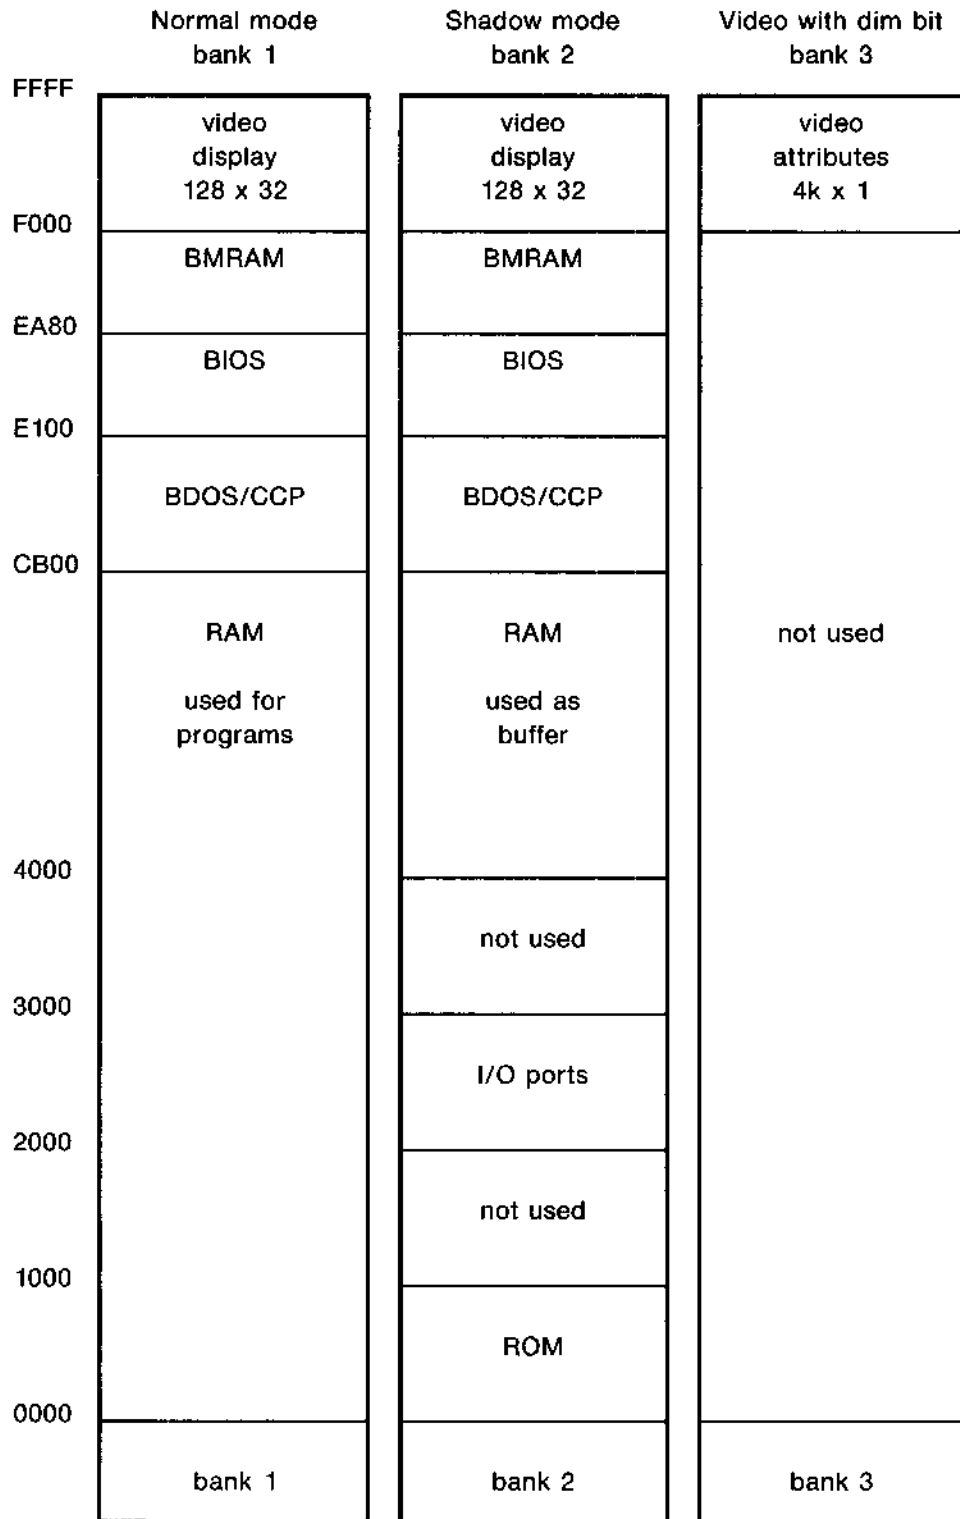 Normal mode
bank 1
Shadow mode
bank 2
Video with dim bit
bank 3
FFFF
video
display
128 x 32
video
display
128 x 32
video
attributes
4k x 1
F000
BMRAM
BMRAM
EA80
BIOS
BIOS
E100
BDOS/CCP
BDOS/CCP
CB00
RAM
used for
programs
RAM
used as
buffer
not used
4000
not used
3000
I/O ports
2000
not used
1000
ROM
0000
bank 1
bank 2
bank 3